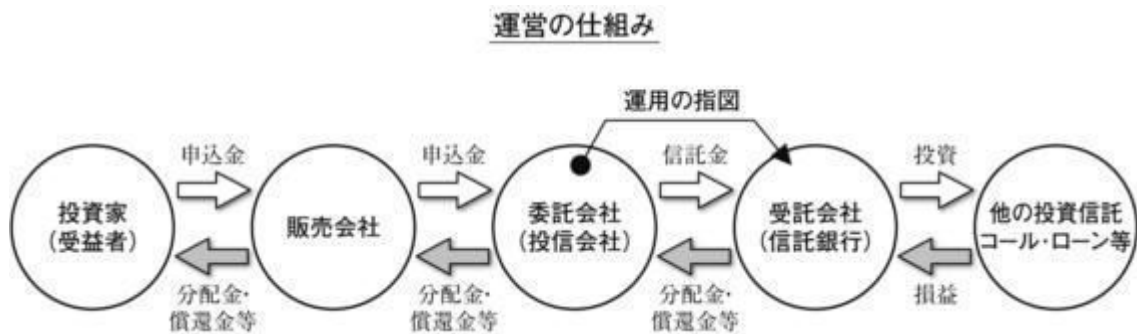 運営の仕組み
運用の指図
申込金
申込金
信託金
投資
投資家
(受益者)
販売会社
委託会社
(投信会社)
受託会社
(信託銀行)
他の投資信託
コール・ローン等
分配金・
償還金等
分配金・
償還金等
分配金・
償還金等
損益